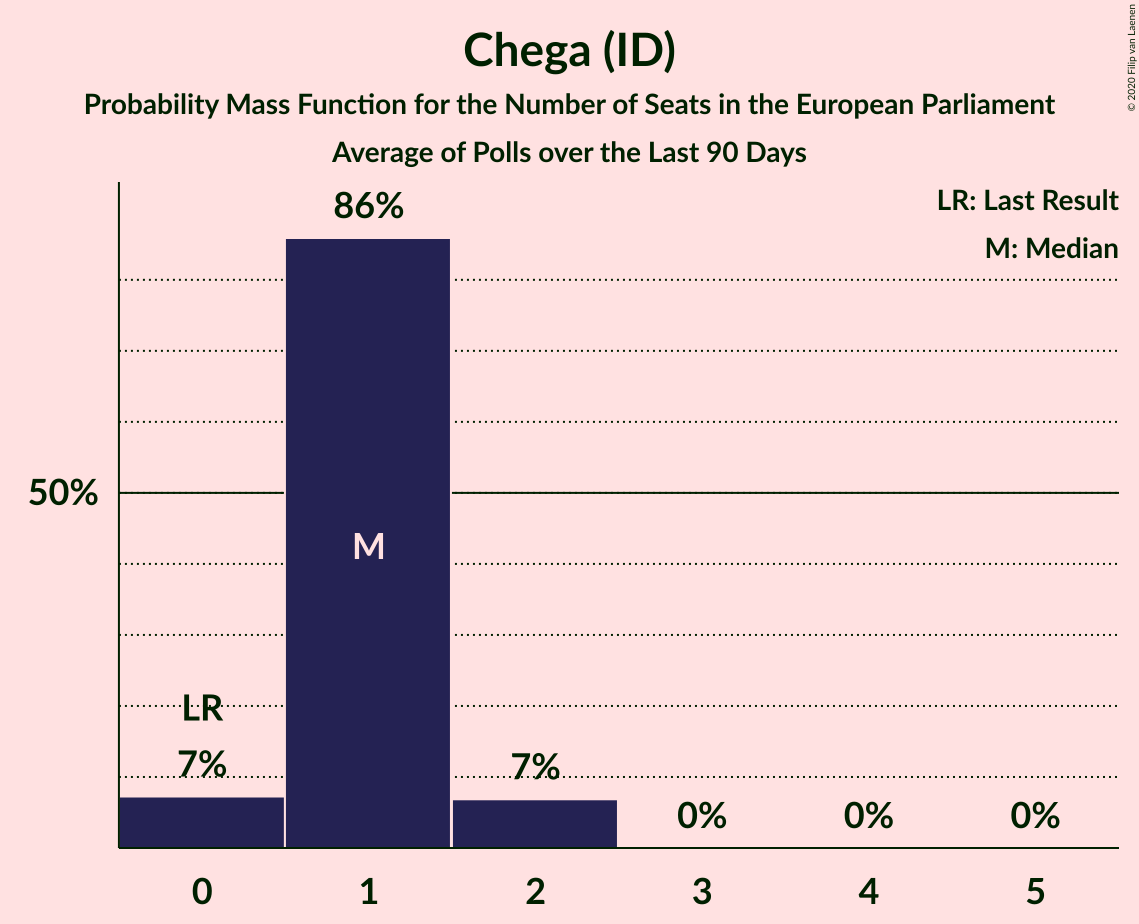 Chega (ID)
Probability Mass Function for the Number of Seats in the European Parliament
Average of Polls over the Last 90 Days
© 2020 Filip van Laenen
LR: Last Result
M: Median
86%
50%
M
LR
7%
7%
0%
0%
0%
0
1
2
3
4
5